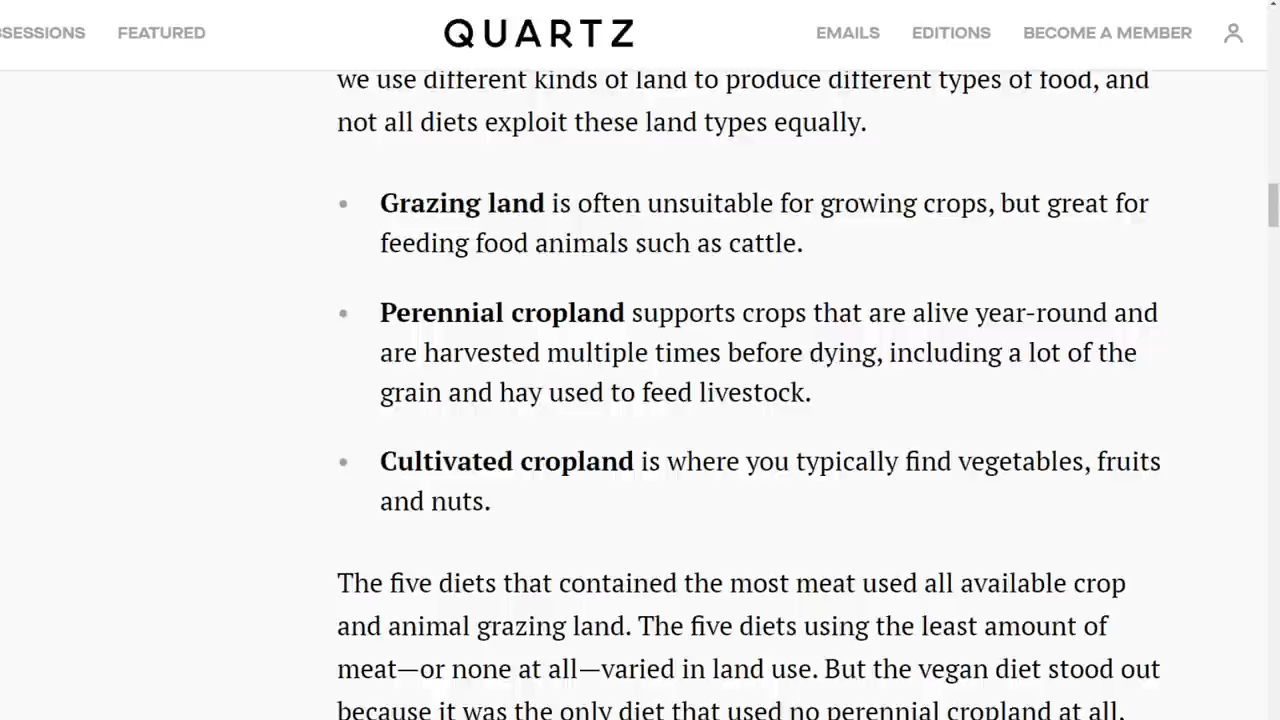 SESSIONS FEATURED QUARTZ EMAILS EDITIONS BECOME A MEMBER
we use different kinds of land to produce different types of food, and
not all diets exploit these land types equally.
• Grazing land is often unsuitable for growing crops, but great for
feeding food animals such as cattle.
• Perennial cropland supports crops that are alive year-round and
are harvested multiple times before dying, including a lot of the
grain and hay used to feed livestock.
• Cultivated cropland is where you typically find vegetables, fruits
and nuts.
The five diets that contained the most meat used all available crop
and animal grazing land. The five diets using the least amount of
meat—or none at all—varied in land use. But the vegan diet stood out
because it was the only diet that used no perennial cropland at all.